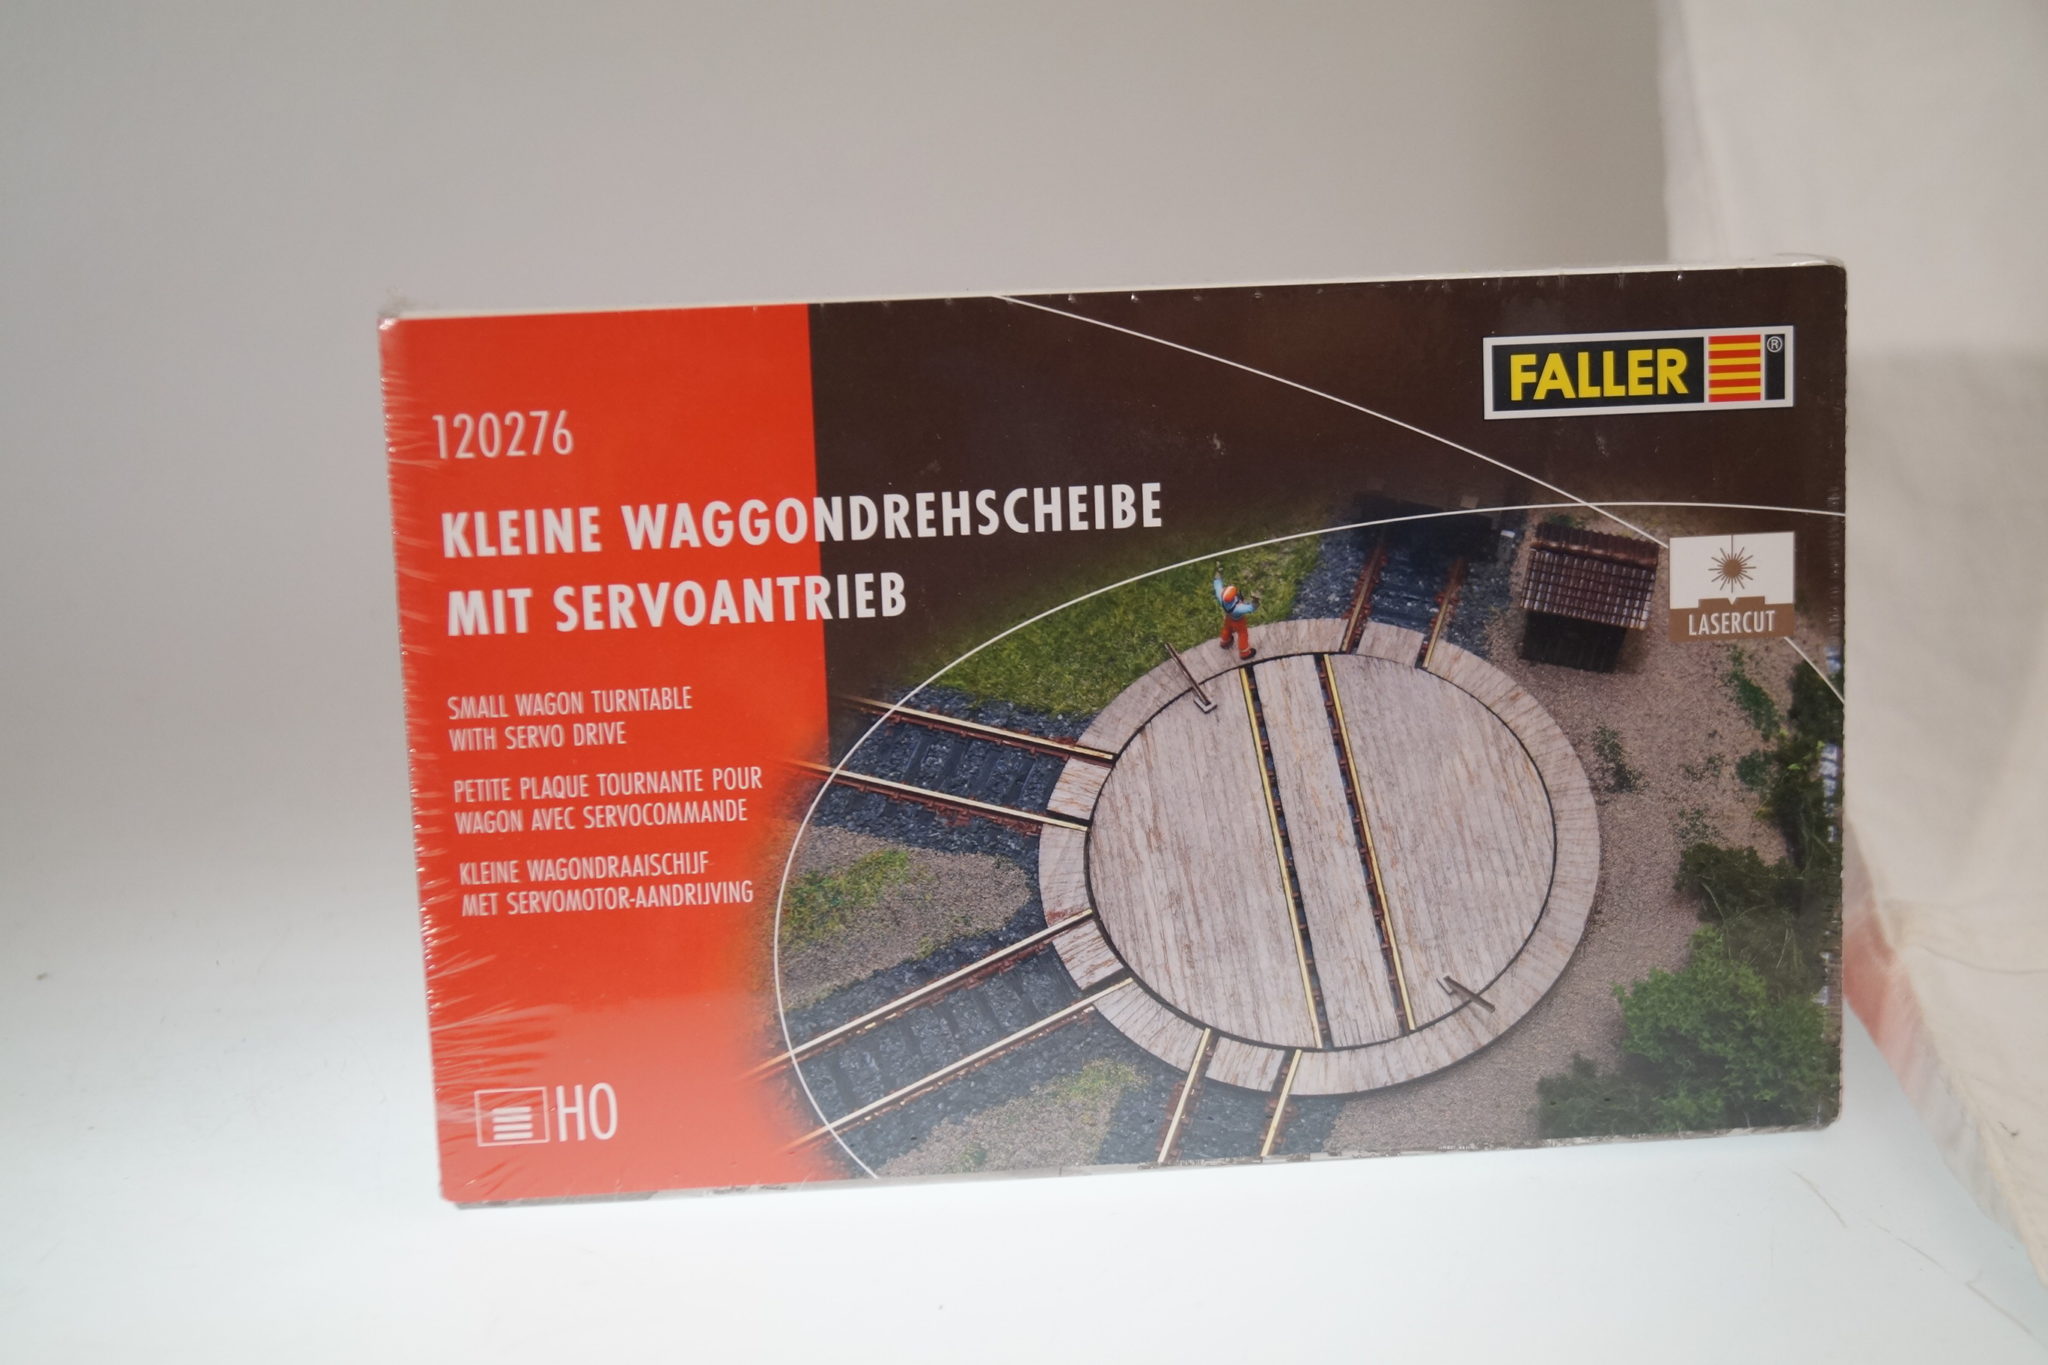 FALLER ®
120276
KLEINE WAGGONDREHSCHEIBE
MIT SERVOANTRIEB
LASERCUT
SMALL WAGON TURNTABLE
WITH SERVO DRIVE
PETITE PLAQUE TOURNANTE POUR
WAGON AVEC SERVOCOMMANDE
KLEINE WAGONDRAAISCHIJF
MET SERVOMOTOR-AANDRIJVING
H0